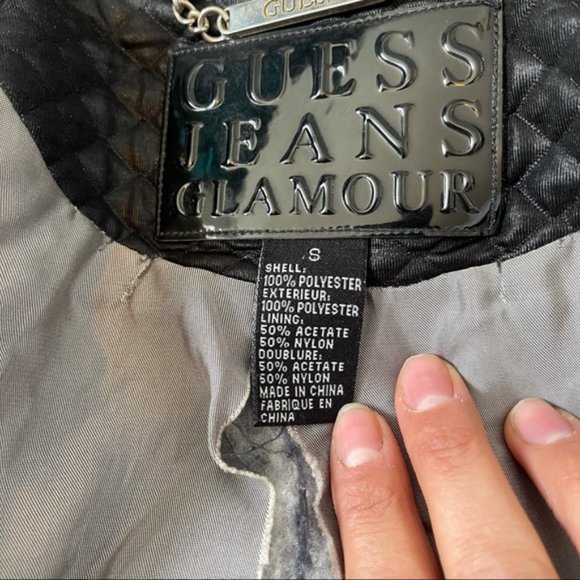 GUESS
GUESS
JEANS
GLAMOUR
S
SHELL:
100% POLYESTER
EXTERIEUR:
100% POLYESTER
LINING:
50% ACETATE
50% NYLON
DOUBLURE:
50% ACETATE
50% NYLON
MADE IN CHINA
FABRIQUE EN
CHINA